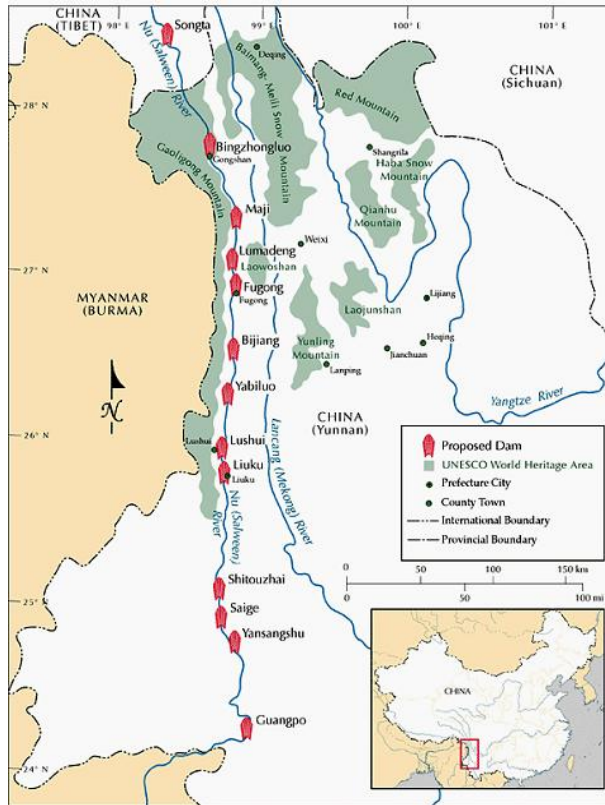 98° E
99° E
100° E
101° E
CHINA
(TIBET)
Songta
Nu (Salween) River
Deqing
Baimang-Meili Snow Mountain
CHINA
(Sichuan)
28° N
Red Mountain
Bingzhongluo
Gongshan
Shangrila
Haba Snow
Mountain
Gaoligong Mountain
Qianhu
Mountain
Maji
Weixi
Lumadeng
27° N
Laowoshan
Fugong
Fugong
Lijiang
Laojunshan
MYANMAR
(BURMA)
Bijiang
Heqing
Jianchuan
Yunling
Mountain
Lanping
Yabiluo
Yangtze River
N
CHINA
(Yunnan)
26° N
Lushui
Lushui
Liuku
Liuku
Lancang (Mekong) River
Nu (Salween)
River
Proposed Dam
UNESCO World Heritage Area
Prefecture City
County Town
International Boundary
Provincial Boundary
0 50 100 150 km
0 50 100 mi
Shitouzhai
25° N
Saige
Yansangshu
Guangpo
24° N
CHINA